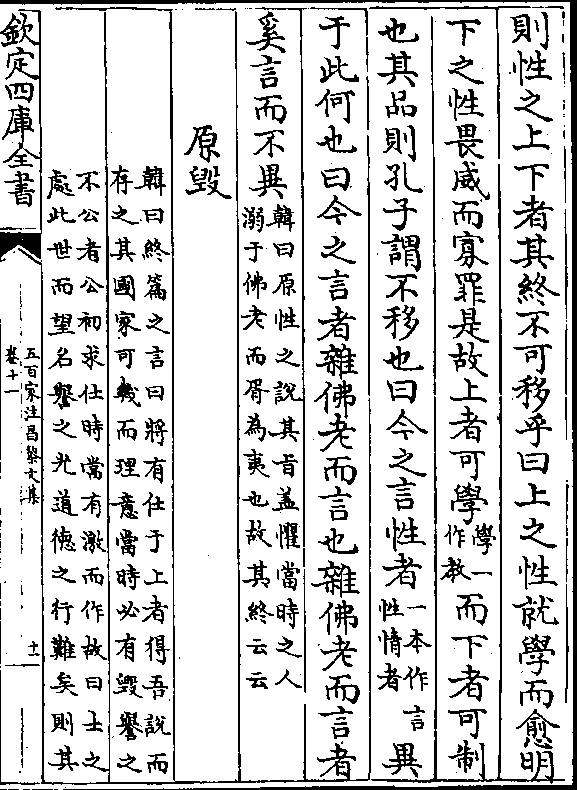 則性之上下者其終不可移乎曰上之性就學而愈明
下之性畏威而寡罪是故上者可學學一作教而下者可制
也其品則孔子謂不移也曰今之言性者一本作言性情者異
于此何也曰今之言者雜佛老而言也雜佛老而言者
奚言而不異韓曰原性之說其旨盖懼當時之人
溺于佛老而胥為夷也故其終云云
原毀
韓曰終篇之言曰將有仕于上者得吾說而
存之其國家可幾而理意當時必有毀譽之
不公者公初求仕時當有激而作故曰士之
處此世而望名譽之光道德之行難矣則其
欽定四庫全書
五百家注昌黎文集
卷十一
十一